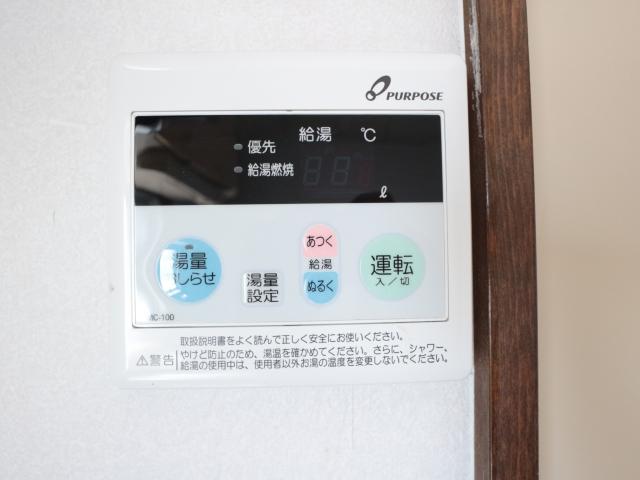 PURPOSE
給湯 ℃
優先
給湯燃焼
ℓ
湯量
おしらせ
湯量
設定
あつく
給湯
ぬるく
運転
入/切
MC-100
取扱説明書をよく読んで正しく安全にお使いください。
⚠警告
やけど防止のため、湯温を確かめてください。さらに、シャワー、
給湯の使用中は、使用者以外お湯の温度を変更しないでください。